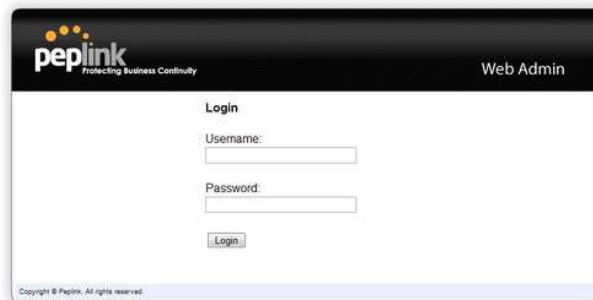 peplink
Protecting Business Continuity
Web Admin
Login
Username:
Password:
Login
Copyright © Peplink. All rights reserved.